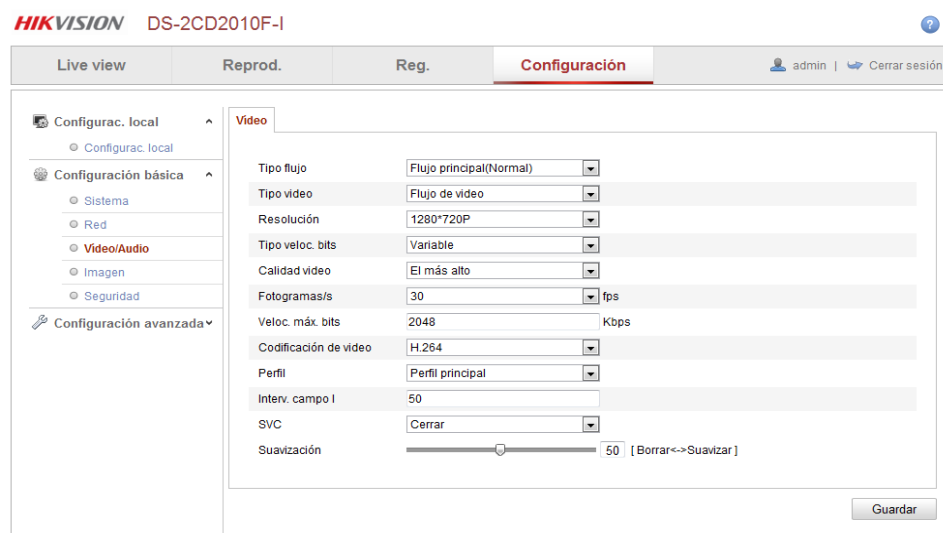 HIKVISION DS-2CD2010F-I
?
Live view Reprod. Reg. Configuración admin | Cerrar sesión
Configurac. local
Configurac. local
Configuración básica
Sistema
Red
Video/Audio
Imagen
Seguridad
Configuración avanzada
Video
Tipo flujo Flujo principal(Normal)
Tipo video Flujo de video
Resolución 1280*720P
Tipo veloc. bits Variable
Calidad video El más alto
Fotogramas/s 30 fps
Veloc. máx. bits 2048 Kbps
Codificación de video H.264
Perfil Perfil principal
Interv. campo I 50
SVC Cerrar
Suavización 50 [ Borrar<->Suavizar ]
Guardar